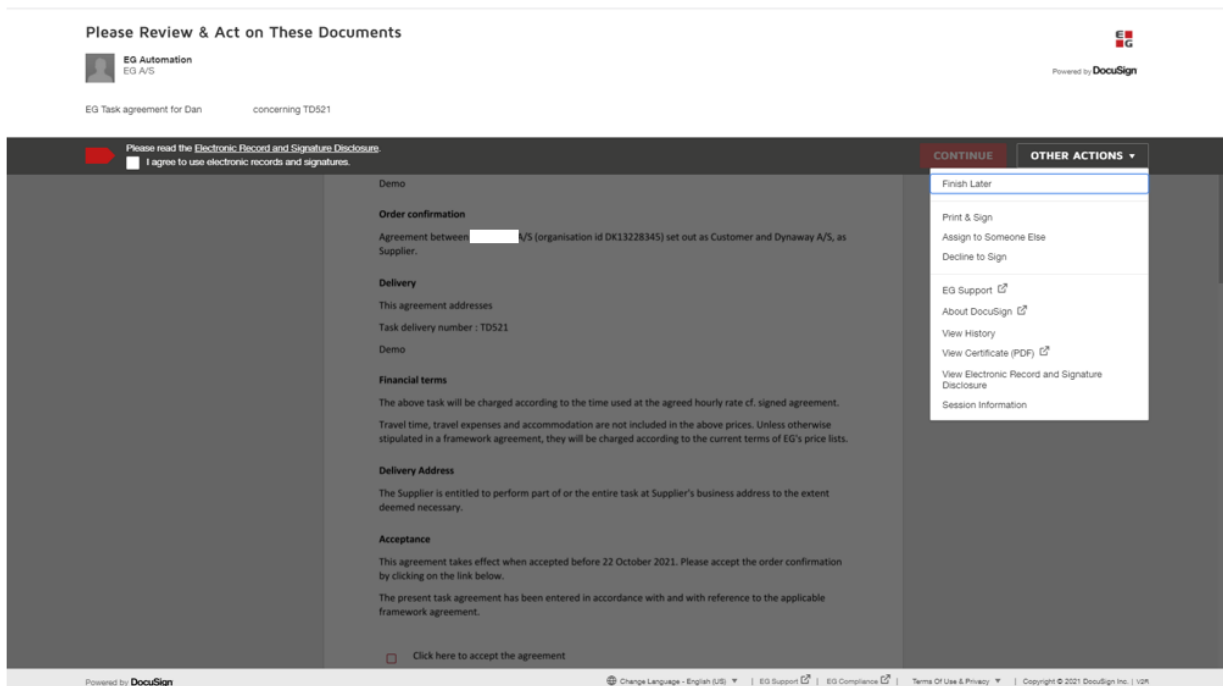 Please Review & Act on These Documents
EG Automation
EG A/S
EG
Powered by DocuSign
EG Task agreement for Dan concerning TD521
Please read the Electronic Record and Signature Disclosure.
I agree to use electronic records and signatures.
CONTINUE
OTHER ACTIONS
Finish Later
Print & Sign
Assign to Someone Else
Decline to Sign
EG Support
About DocuSign
View History
View Certificate (PDF)
View Electronic Record and Signature
Disclosure
Session Information
Demo
Order confirmation
Agreement between A/S (organisation id DK13228345) set out as Customer and Dynaway A/S, as
Supplier.
Delivery
This agreement addresses
Task delivery number : TD521
Demo
Financial terms
The above task will be charged according to the time used at the agreed hourly rate cf. signed agreement.
Travel time, travel expenses and accommodation are not included in the above prices. Unless otherwise
stipulated in a framework agreement, they will be charged according to the current terms of EG's price lists.
Delivery Address
The Supplier is entitled to perform part of or the entire task at Supplier's business address to the extent
deemed necessary.
Acceptance
This agreement takes effect when accepted before 22 October 2021. Please accept the order confirmation
by clicking on the link below.
The present task agreement has been entered in accordance with and with reference to the applicable
framework agreement.
Click here to accept the agreement
Powered by DocuSign
Change Language - English (US) | EG Support | EG Compliance | Terms Of Use & Privacy | Copyright © 2021 DocuSign Inc. | V2R